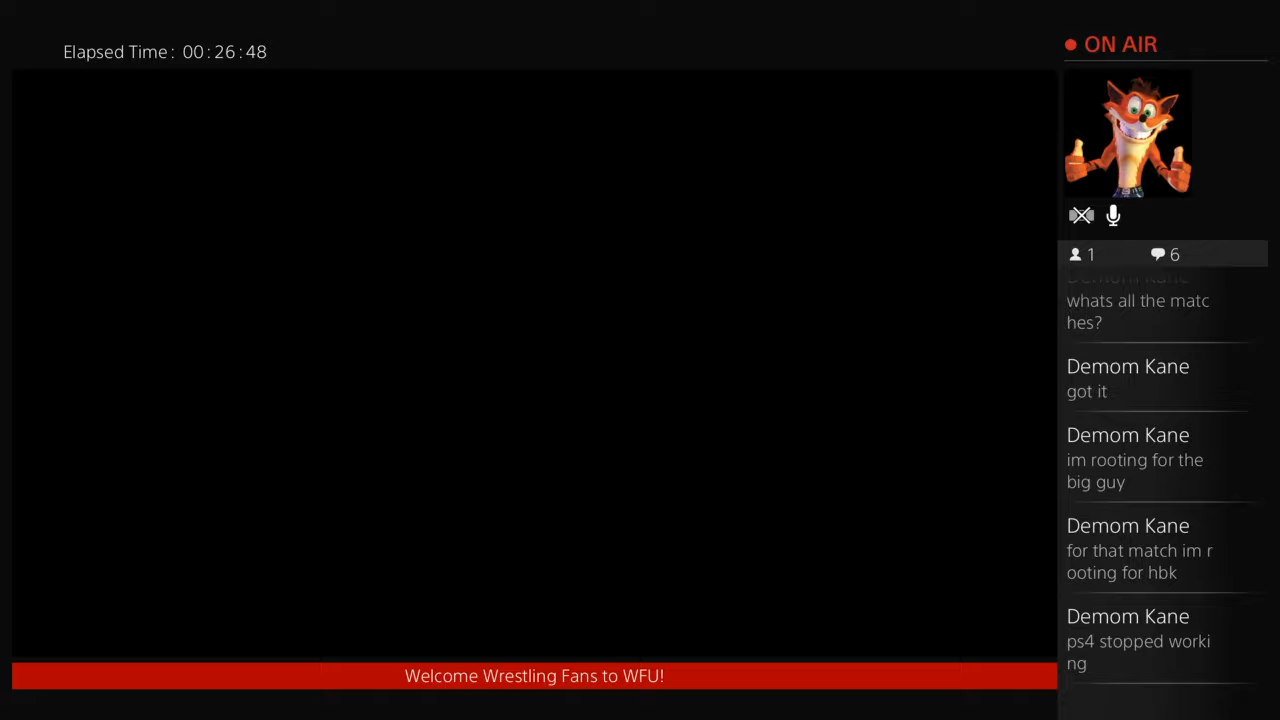 Elapsed Time: 00:26:48
ON AIR
1
6
Demom Kane
whats all the matc
hes?
Demom Kane
got it
Demom Kane
im rooting for the
big guy
Demom Kane
for that match im r
ooting for hbk
Demom Kane
ps4 stopped worki
ng
Welcome Wrestling Fans to WFU!